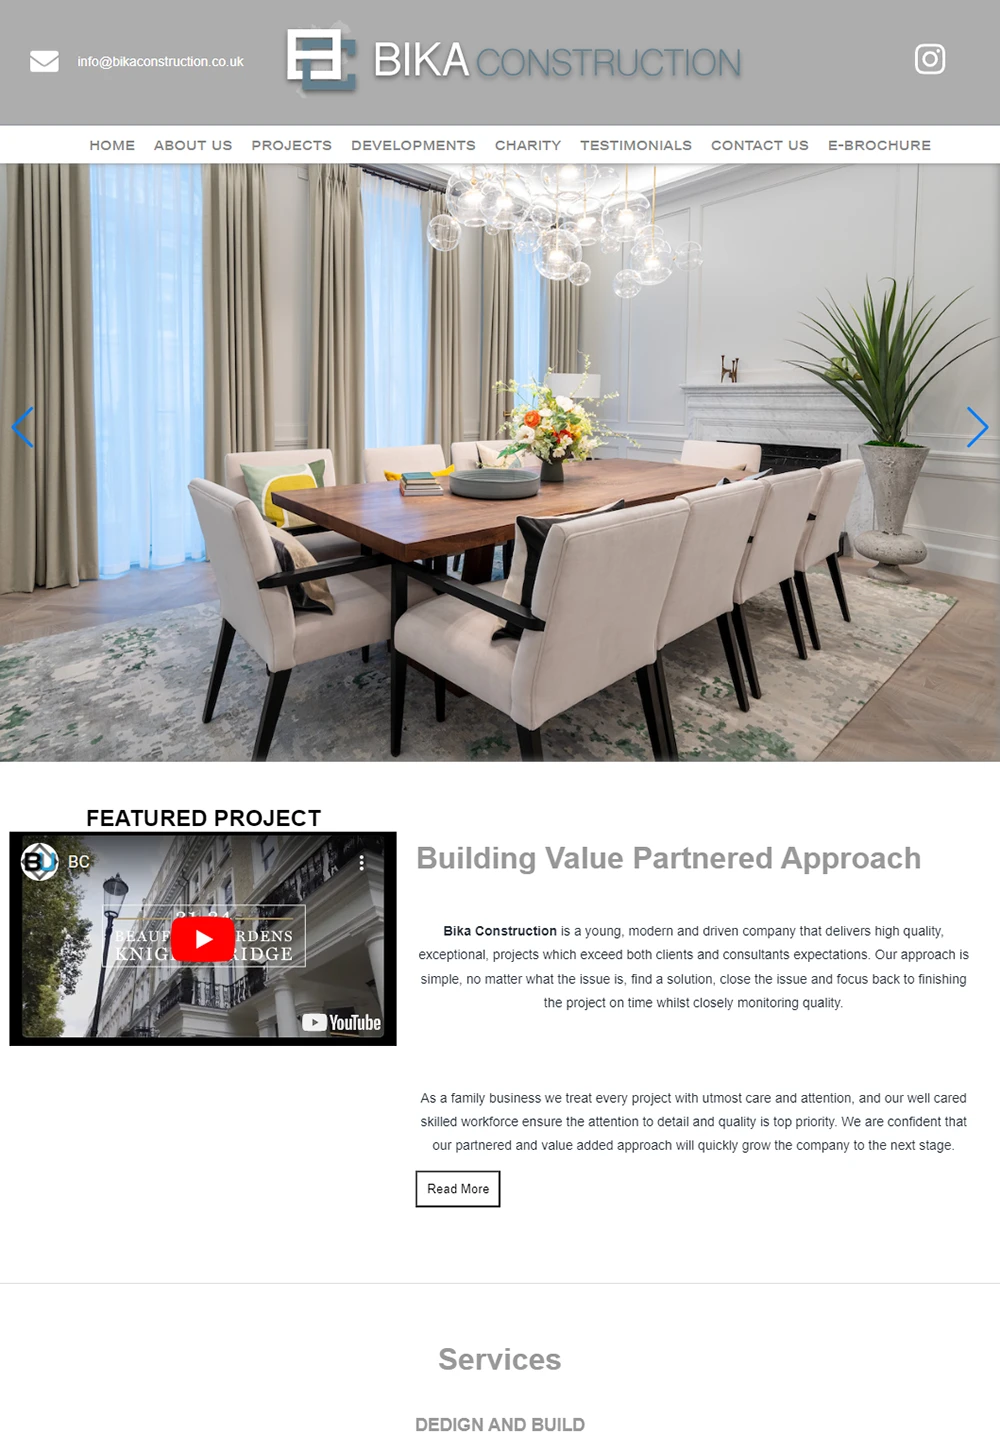 info@bikaconstruction.co.uk
BIKA CONSTRUCTION
HOME ABOUT US PROJECTS DEVELOPMENTS CHARITY TESTIMONIALS CONTACT US E-BROCHURE
FEATURED PROJECT
BC
YouTube
Building Value Partnered Approach
Bika Construction is a young, modern and driven company that delivers high quality,
exceptional, projects which exceed both clients and consultants expectations. Our approach is
simple, no matter what the issue is, find a solution, close the issue and focus back to finishing
the project on time whilst closely monitoring quality.
As a family business we treat every project with utmost care and attention, and our well cared
skilled workforce ensure the attention to detail and quality is top priority. We are confident that
our partnered and value added approach will quickly grow the company to the next stage.
Read More
Services
DEDIGN AND BUILD